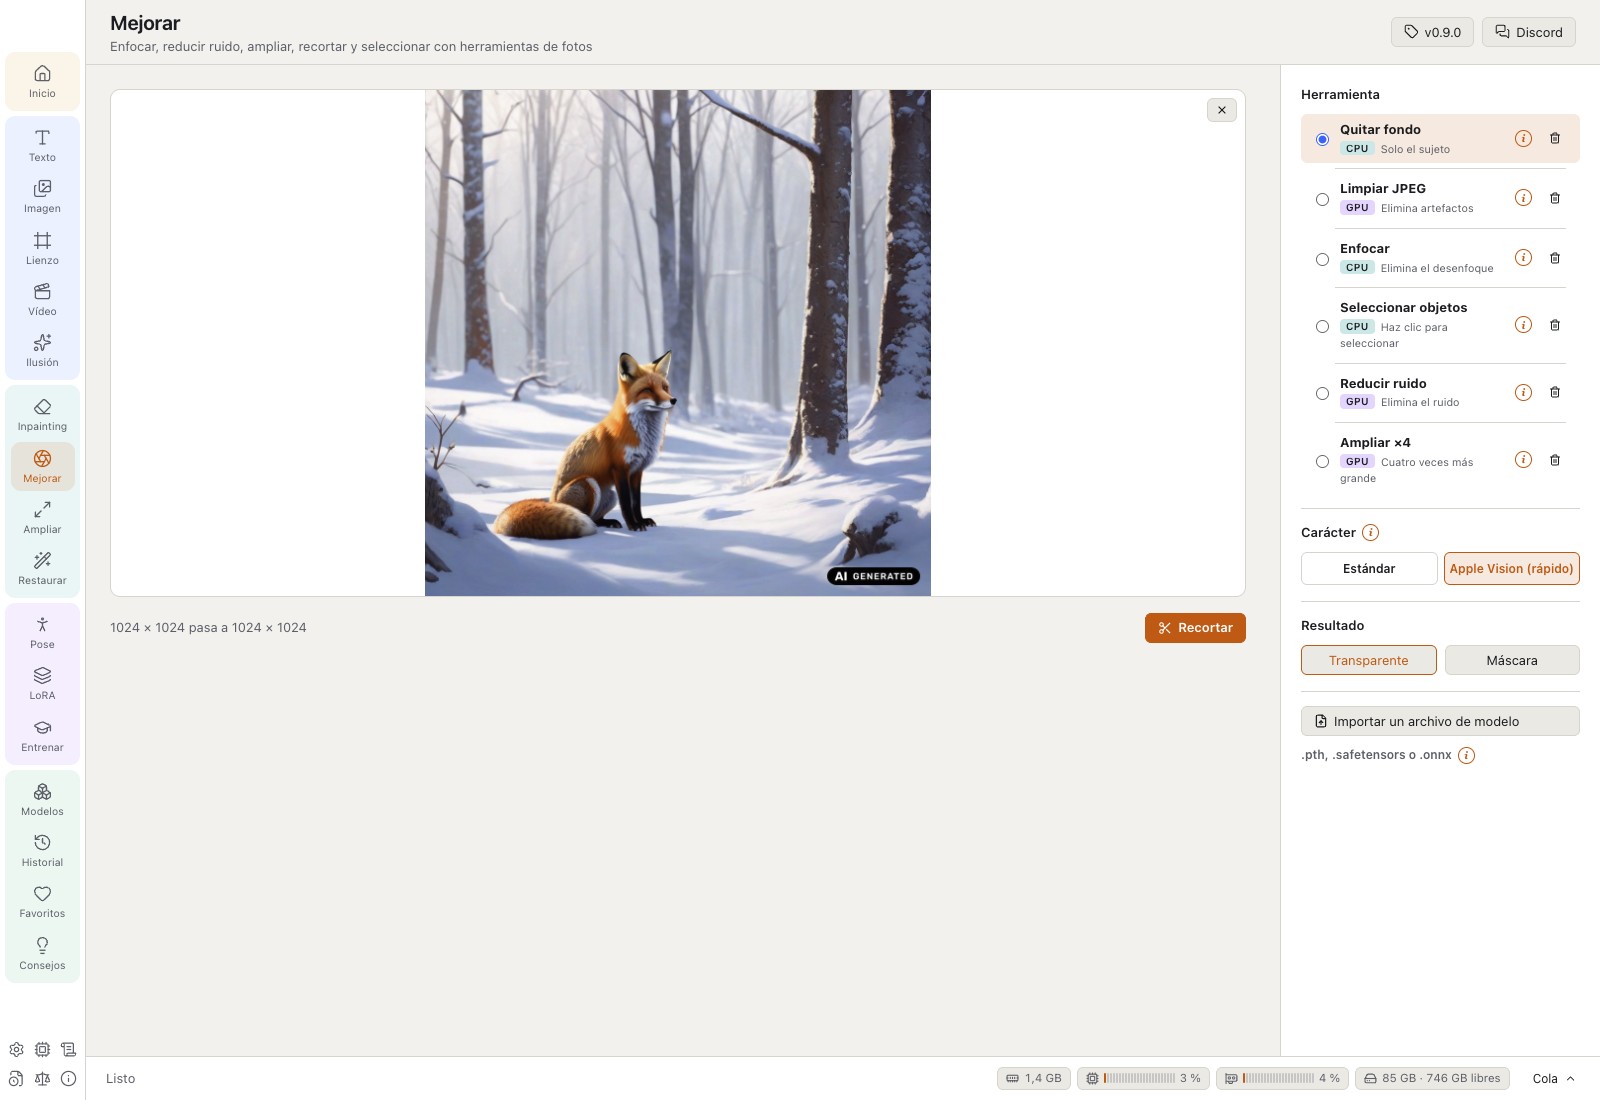 Mejorar
Enfocar, reducir ruido, ampliar, recortar y seleccionar con herramientas de fotos
v0.9.0
Discord
Inicio
Texto
Imagen
Lienzo
Vídeo
Ilusión
Inpainting
Mejorar
Ampliar
Restaurar
Pose
LoRA
Entrenar
Modelos
Historial
Favoritos
Consejos
AI GENERATED
1024 × 1024 pasa a 1024 × 1024
Recortar
Herramienta
Quitar fondo
CPU Solo el sujeto
Limpiar JPEG
GPU Elimina artefactos
Enfocar
CPU Elimina el desenfoque
Seleccionar objetos
CPU Haz clic para
seleccionar
Reducir ruido
GPU Elimina el ruido
Ampliar ×4
GPU Cuatro veces más
grande
Carácter
Estándar
Apple Vision (rápido)
Resultado
Transparente
Máscara
Importar un archivo de modelo
.pth, .safetensors o .onnx
Listo
1,4 GB
3 %
4 %
85 GB · 746 GB libres
Cola